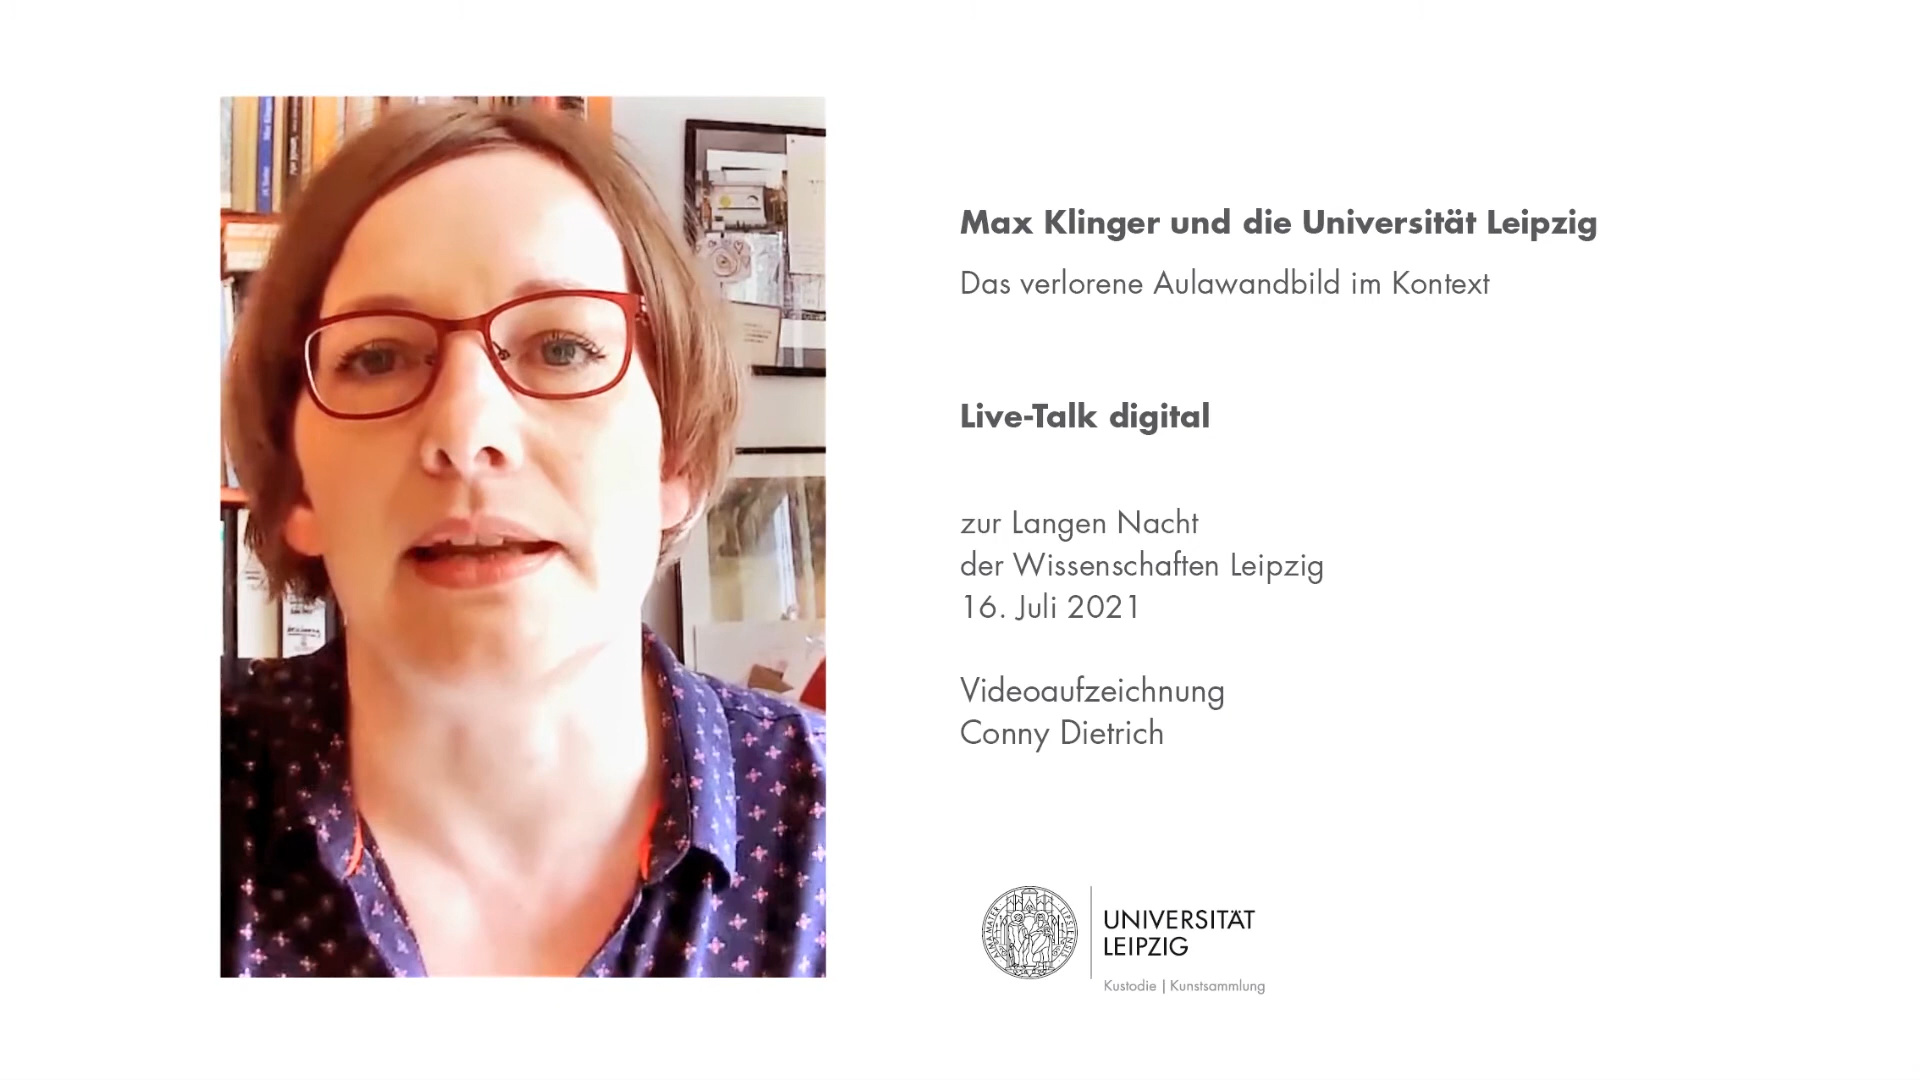 Max Klinger und die Universität Leipzig
Das verlorene Aulawandbild im Kontext
Live-Talk digital
zur Langen Nacht
der Wissenschaften Leipzig
16. Juli 2021
Videoaufzeichnung
Conny Dietrich
UNIVERSITÄT
LEIPZIG
Kustodie | Kunstsammlung